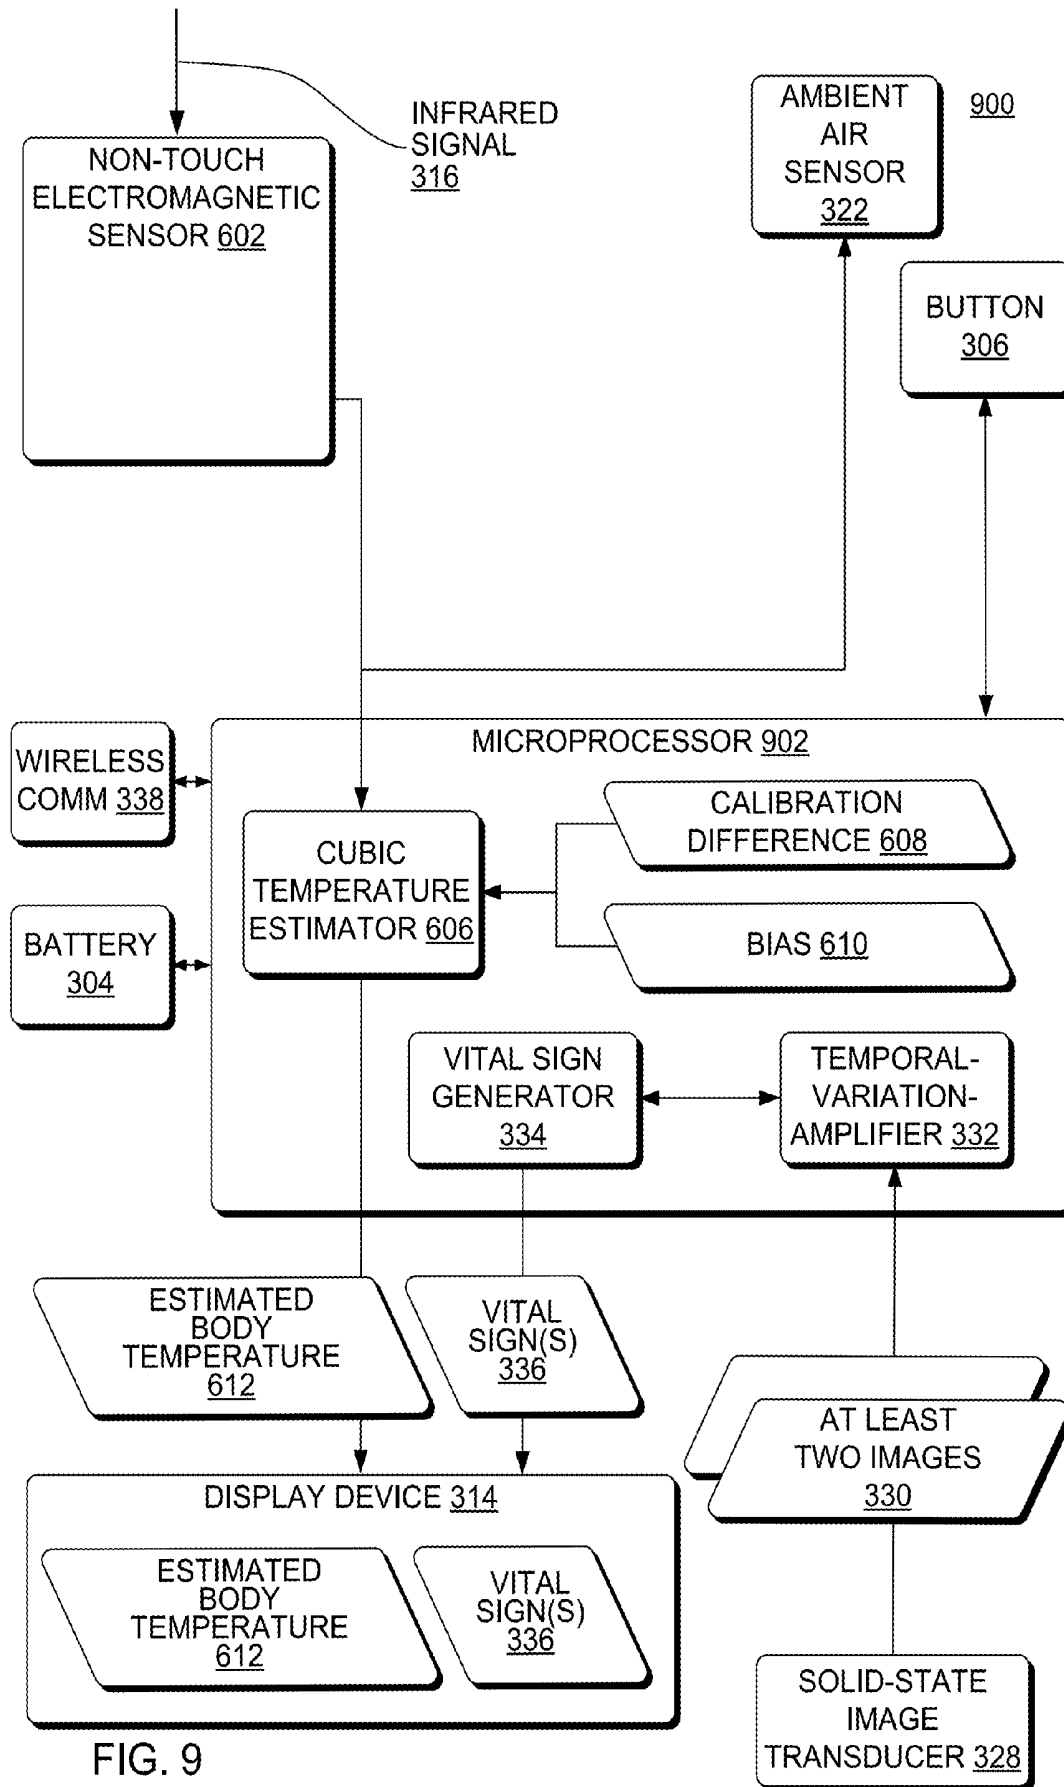 INFRARED
SIGNAL
316
NON-TOUCH
ELECTROMAGNETIC
SENSOR 602
AMBIENT
AIR
SENSOR
322
900
BUTTON
306
MICROPROCESSOR 902
WIRELESS
COMM 338
BATTERY
304
CUBIC
TEMPERATURE
ESTIMATOR 606
CALIBRATION
DIFFERENCE 608
BIAS 610
VITAL SIGN
GENERATOR
334
TEMPORAL-
VARIATION-
AMPLIFIER 332
ESTIMATED
BODY
TEMPERATURE
612
VITAL
SIGN(S)
336
AT LEAST
TWO IMAGES
330
DISPLAY DEVICE 314
ESTIMATED
BODY
TEMPERATURE
612
VITAL
SIGN(S)
336
SOLID-STATE
IMAGE
TRANSDUCER 328
FIG. 9